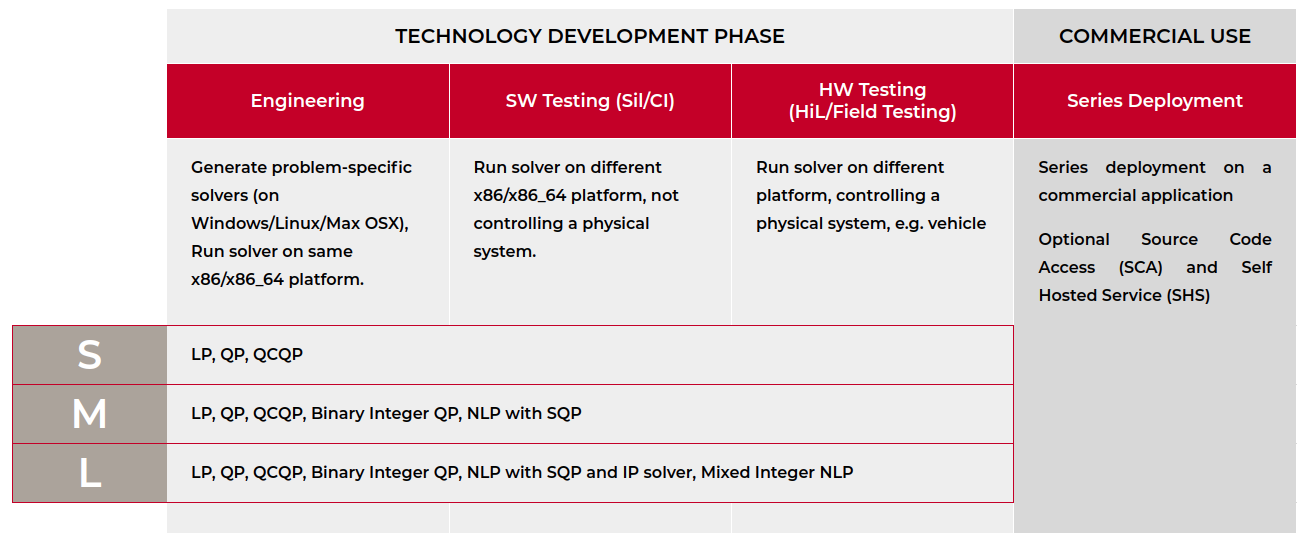 TECHNOLOGY DEVELOPMENT PHASE
COMMERCIAL USE
Engineering
SW Testing (Sil/CI)
HW Testing
(HiL/Field Testing)
Series Deployment
Generate problem-specific
solvers (on
Windows/Linux/Max OSX),
Run solver on same
x86/x86_64 platform.
Run solver on different
x86/x86_64 platform, not
controlling a physical
system.
Run solver on different
platform, controlling a
physical system, e.g. vehicle
Series deployment on a
commercial application
Optional Source Code
Access (SCA) and Self
Hosted Service (SHS)
S
LP, QP, QCQP
M
LP, QP, QCQP, Binary Integer QP, NLP with SQP
L
LP, QP, QCQP, Binary Integer QP, NLP with SQP and IP solver, Mixed Integer NLP